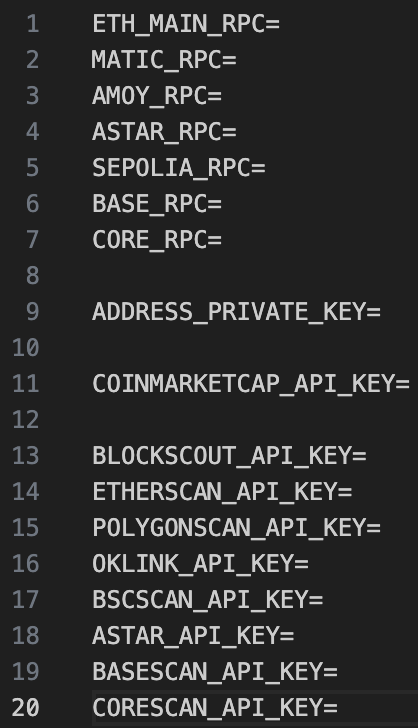 1 ETH_MAIN_RPC=
2 MATIC_RPC=
3 AMOY_RPC=
4 ASTAR_RPC=
5 SEPOLIA_RPC=
6 BASE_RPC=
7 CORE_RPC=
8
9 ADDRESS_PRIVATE_KEY=
10
11 COINMARKETCAP_API_KEY=
12
13 BLOCKSCOUT_API_KEY=
14 ETHERSCAN_API_KEY=
15 POLYGONSCAN_API_KEY=
16 OKLINK_API_KEY=
17 BSCSCAN_API_KEY=
18 ASTAR_API_KEY=
19 BASESCAN_API_KEY=
20 CORESCAN_API_KEY=